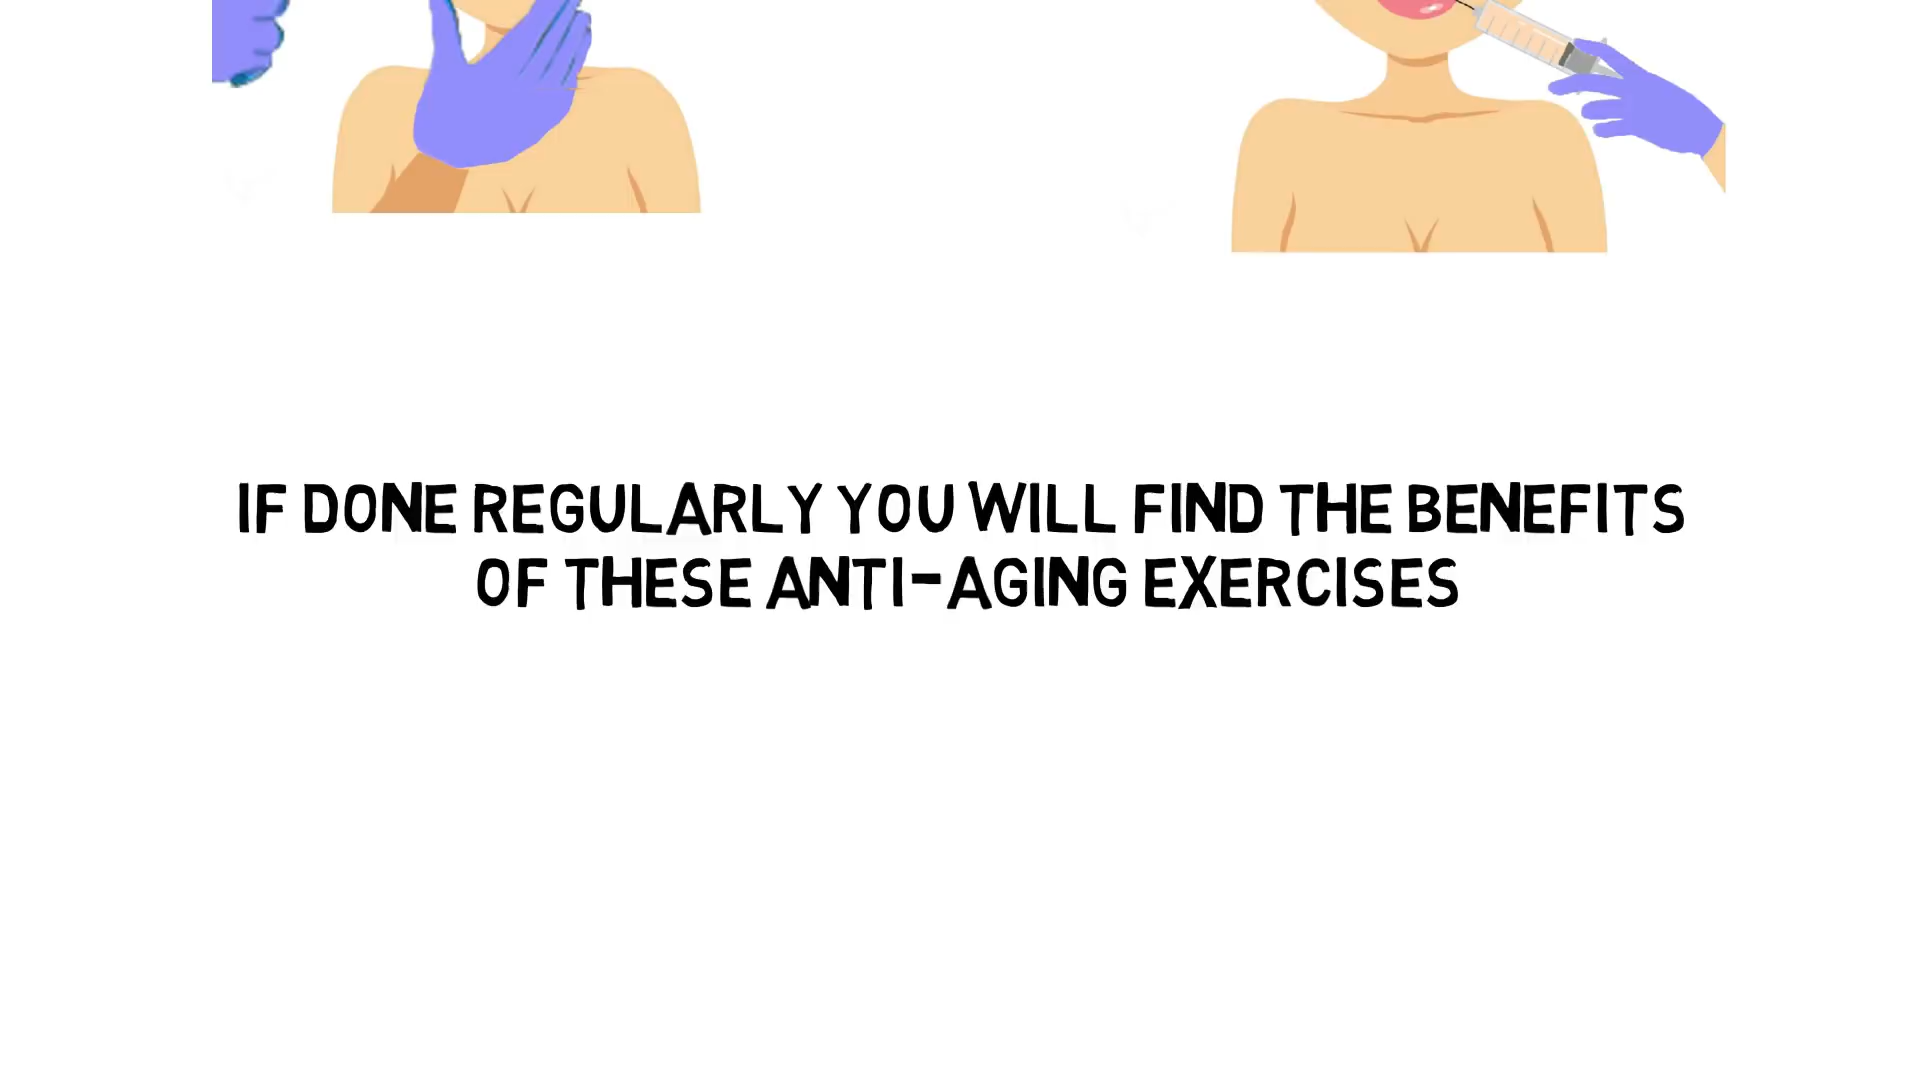 IF DONE REGULARLY YOU WILL FIND THE BENEFITS
OF THESE ANTI-AGING EXERCISES